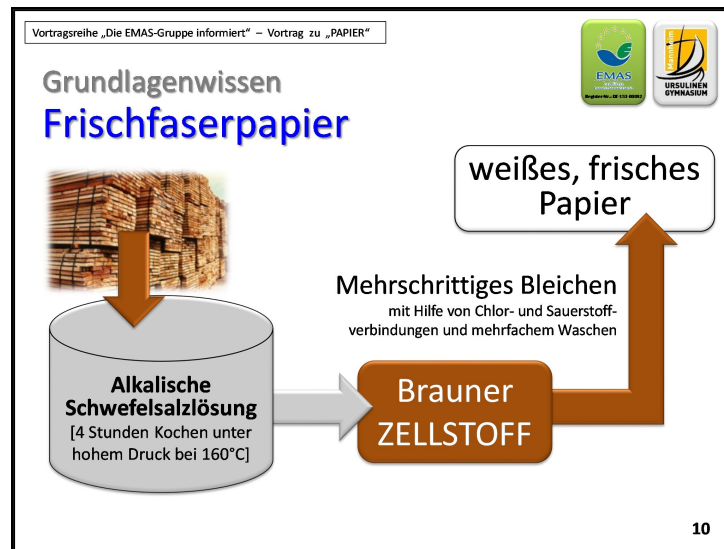 Vortragsreihe „Die EMAS-Gruppe informiert“ – Vortrag zu „PAPIER“
Grundlagenwissen
Frischfaserpapier
EMAS
Mannheim
URSULINEN
GYMNASIUM
weißes, frisches
Papier
Mehrschrittiges Bleichen
mit Hilfe von Chlor- und Sauerstoff-
verbindungen und mehrfachem Waschen
Alkalische
Schwefelsalzlösung
[4 Stunden Kochen unter
hohem Druck bei 160°C]
Brauner
ZELLSTOFF
10